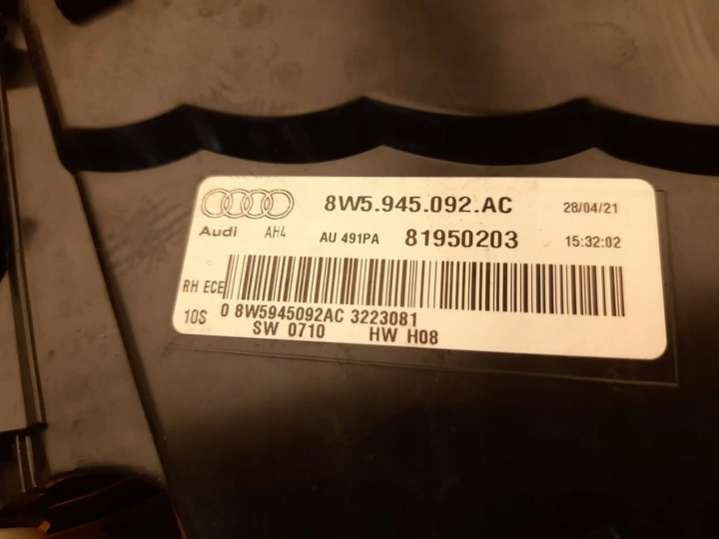 8W5.945.092.AC 28/04/21
Audi AH4 AU 491PA 81950203 15:32:02
RH ECE
10S 0 8W5945092AC 3223081
SW 0710 HW H08